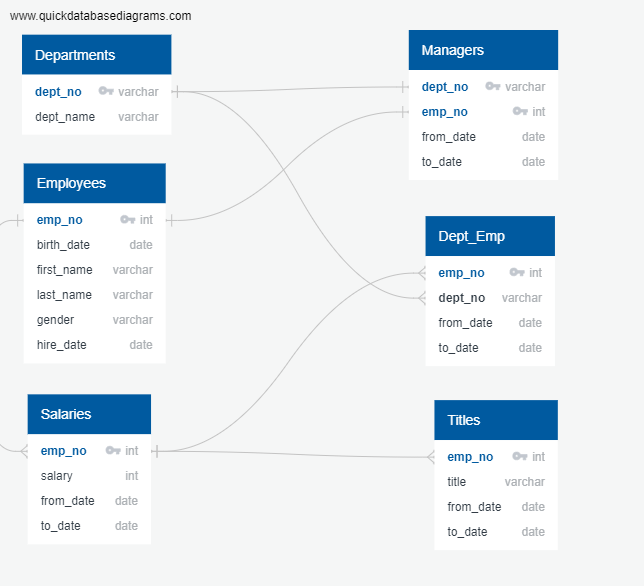 www.quickdatabasediagrams.com
Departments
dept_no varchar
dept_name varchar
Employees
emp_no int
birth_date date
first_name varchar
last_name varchar
gender varchar
hire_date date
Salaries
emp_no int
salary int
from_date date
to_date date
Managers
dept_no varchar
emp_no int
from_date date
to_date date
Dept_Emp
emp_no int
dept_no varchar
from_date date
to_date date
Titles
emp_no int
title varchar
from_date date
to_date date